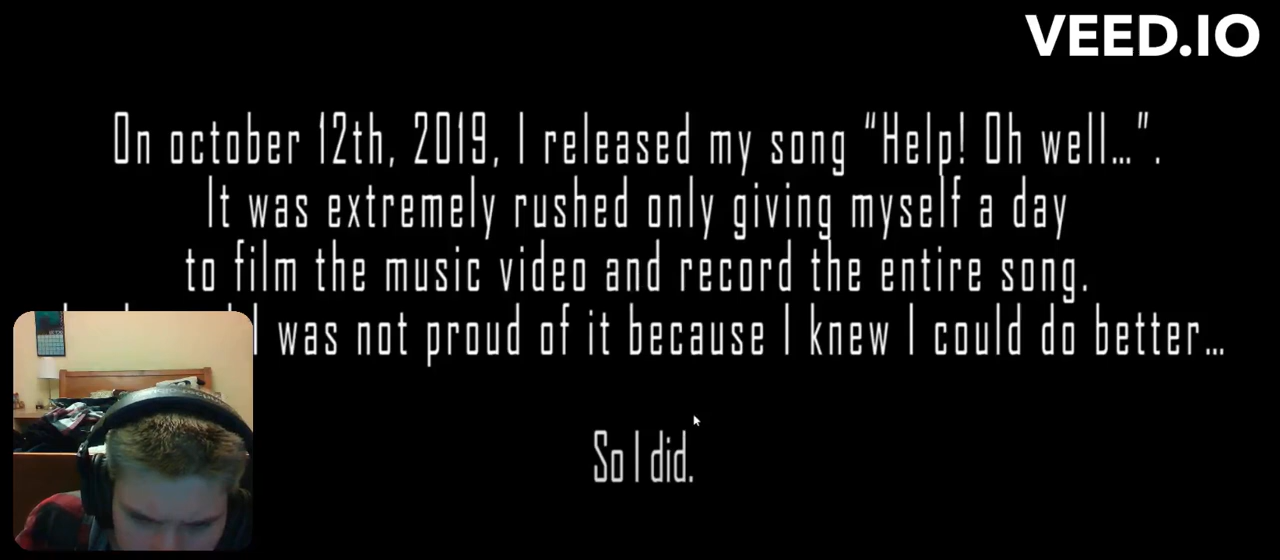 VEED.IO
On october 12th, 2019, I released my song “Help! Oh well...”.
It was extremely rushed only giving myself a day
to film the music video and record the entire song.
I was not proud of it because I knew I could do better...
So I did.